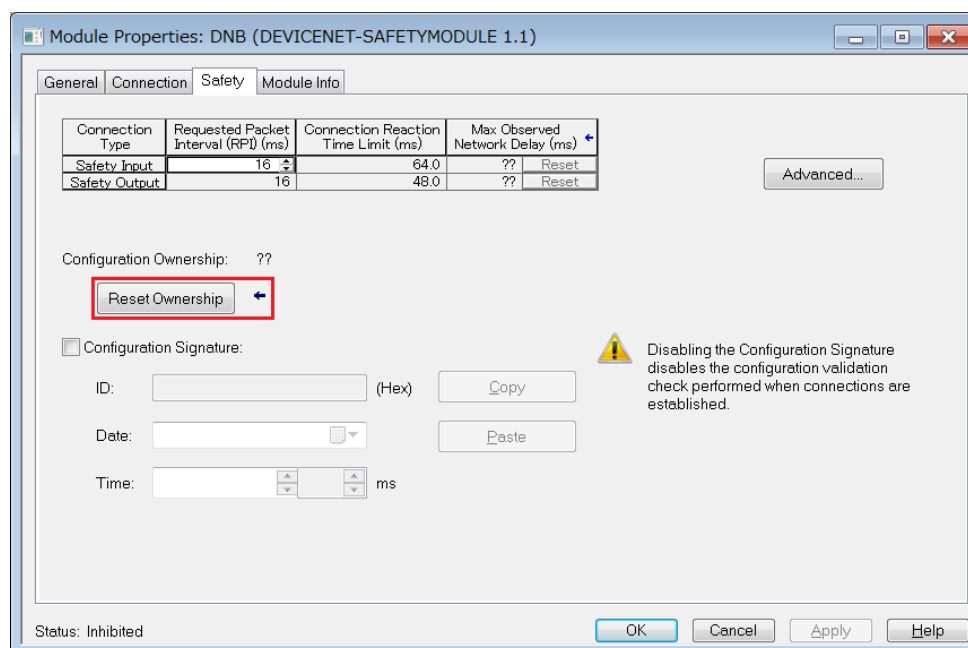 Module Properties: DNB (DEVICENET-SAFETYMODULE 1.1)
General Connection Safety Module Info
Connection Type Requested Packet Interval (RPI) (ms) Connection Reaction Time Limit (ms) Max Observed Network Delay (ms)
Safety Input 16 64.0 ?? Reset
Safety Output 16 48.0 ?? Reset
Advanced...
Configuration Ownership: ??
Reset Ownership
Configuration Signature:
ID: (Hex) Copy
Date: Paste
Time: ms
Disabling the Configuration Signature
disables the configuration validation
check performed when connections are
established.
Status: Inhibited OK Cancel Apply Help